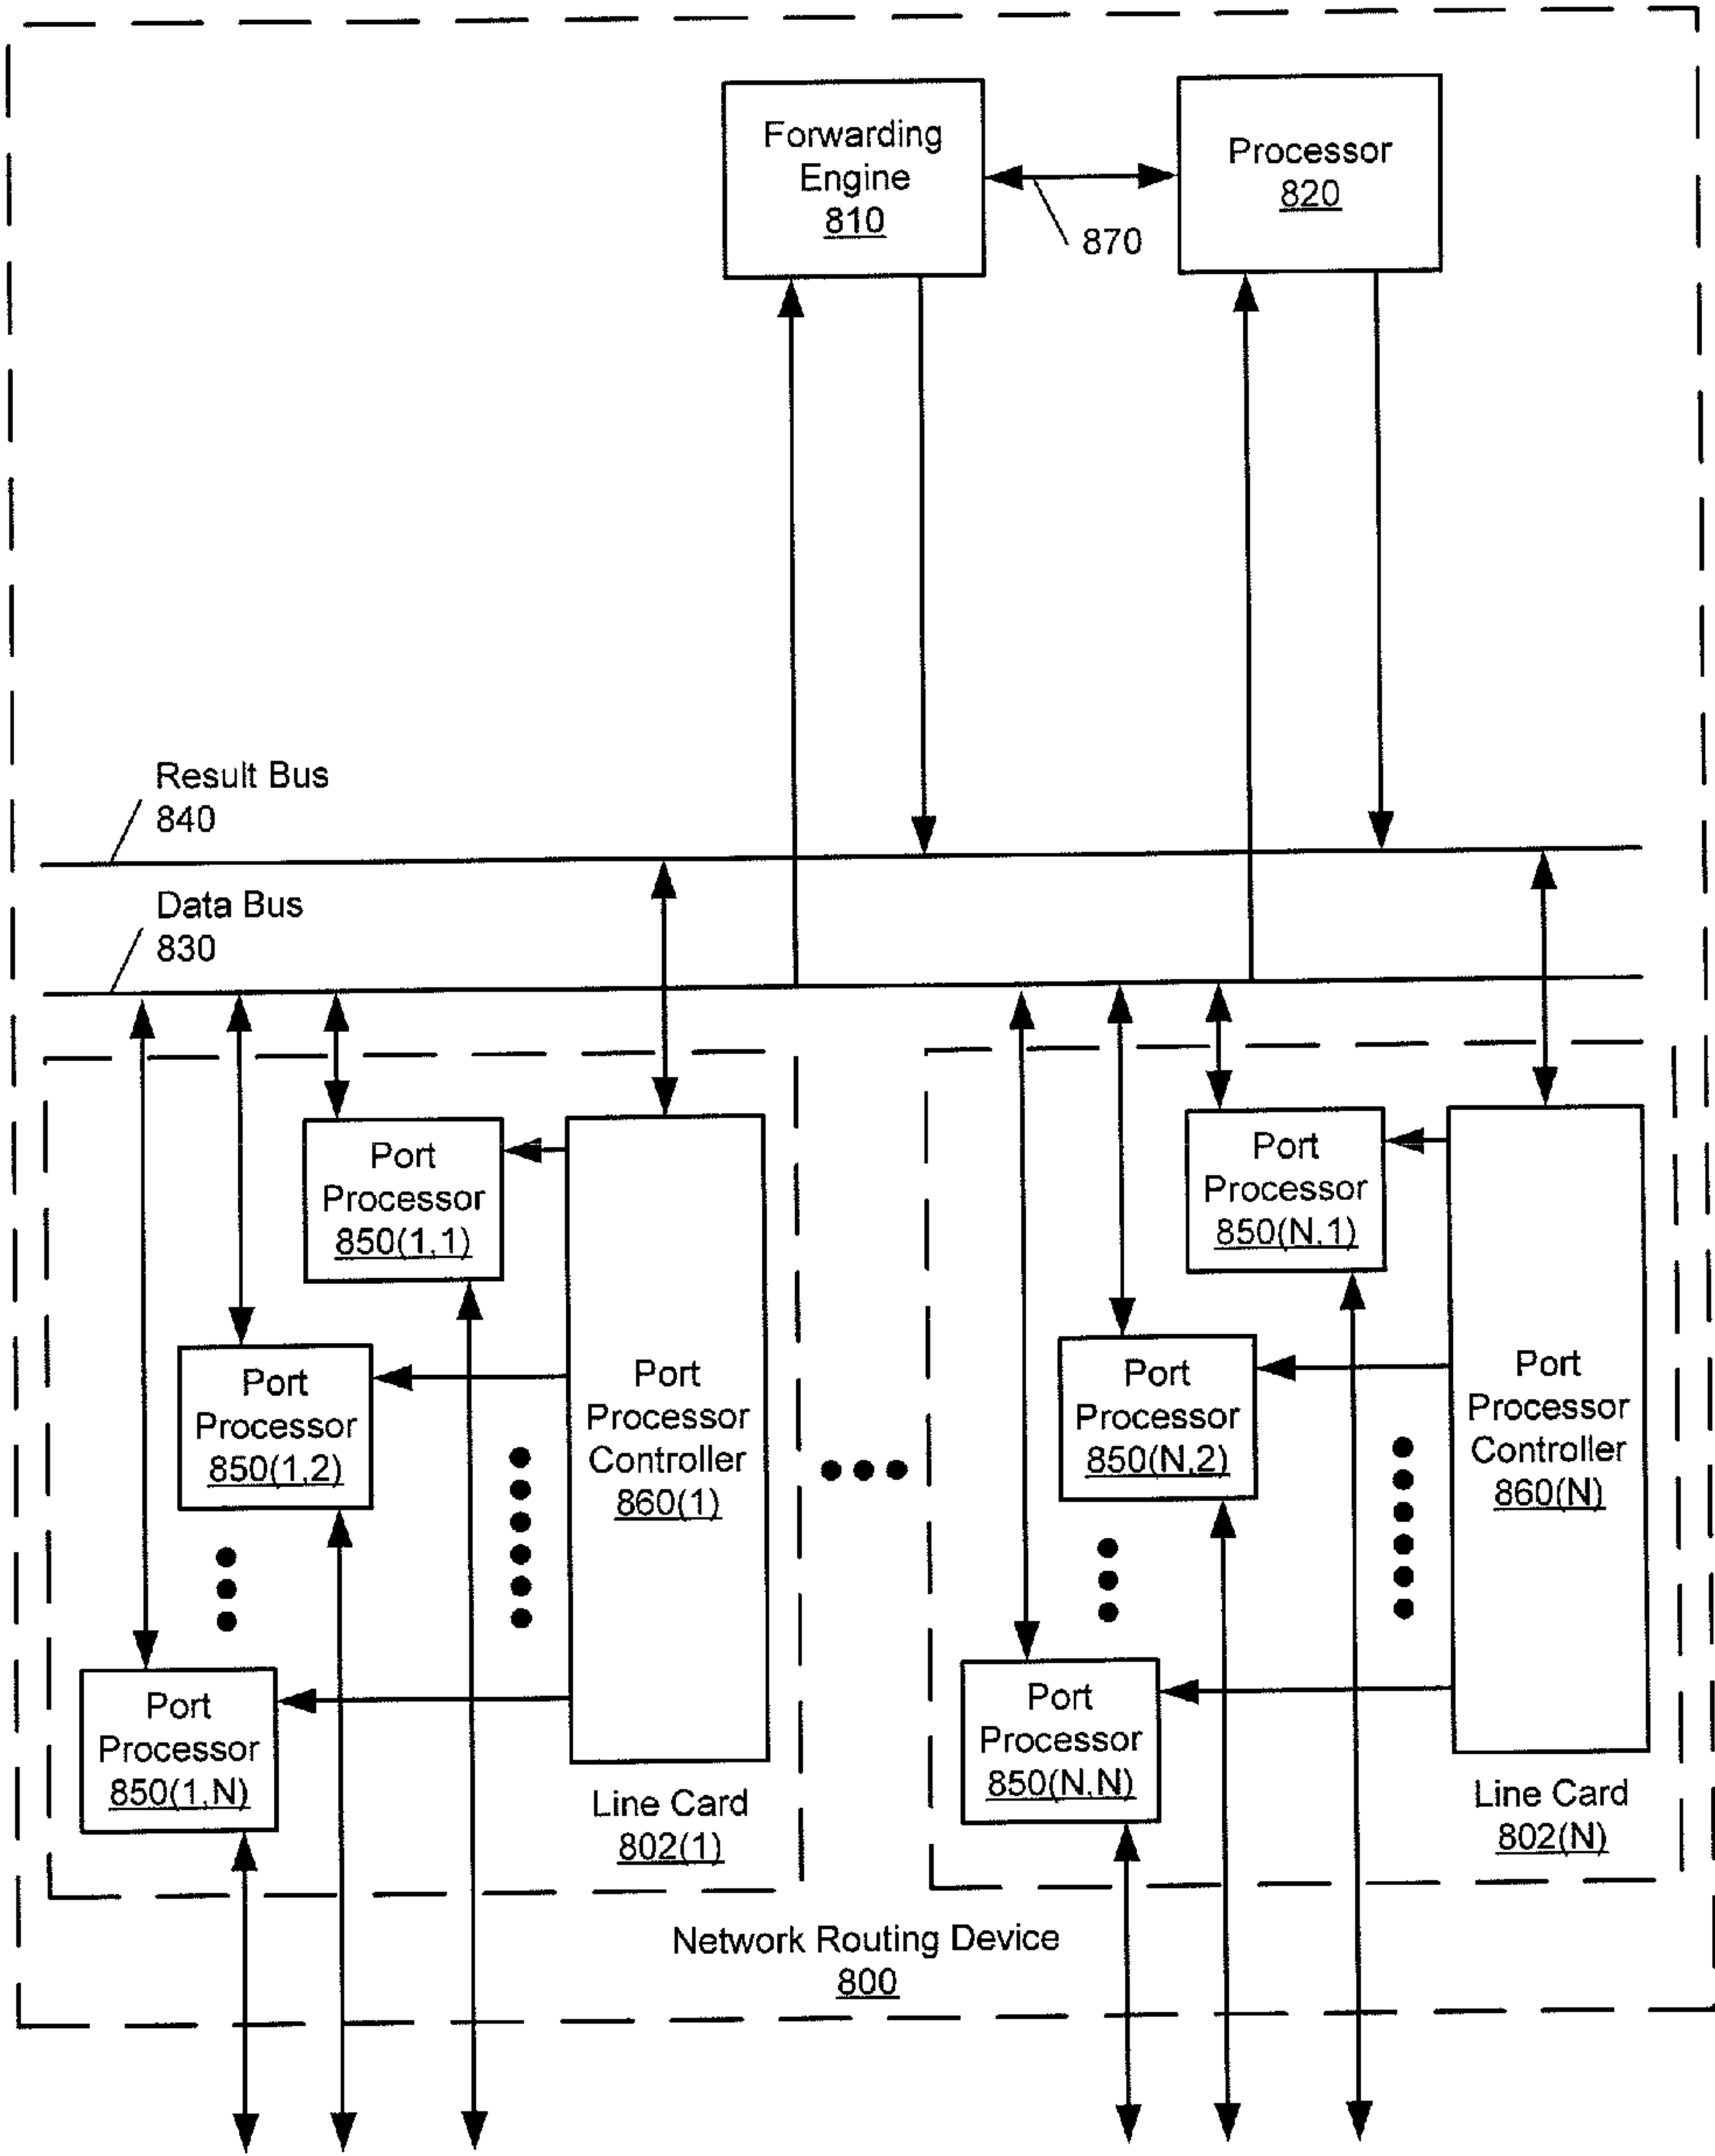 Forwarding
Engine
810
Processor
820
870
Result Bus
840
Data Bus
830
Port
Processor
850(1,1)
Port
Processor
850(1,2)
Port
Processor
850(1,N)
Port
Processor
Controller
860(1)
Line Card
802(1)
Port
Processor
850(N,1)
Port
Processor
850(N,2)
Port
Processor
850(N,N)
Port
Processor
Controller
860(N)
Line Card
802(N)
Network Routing Device
800